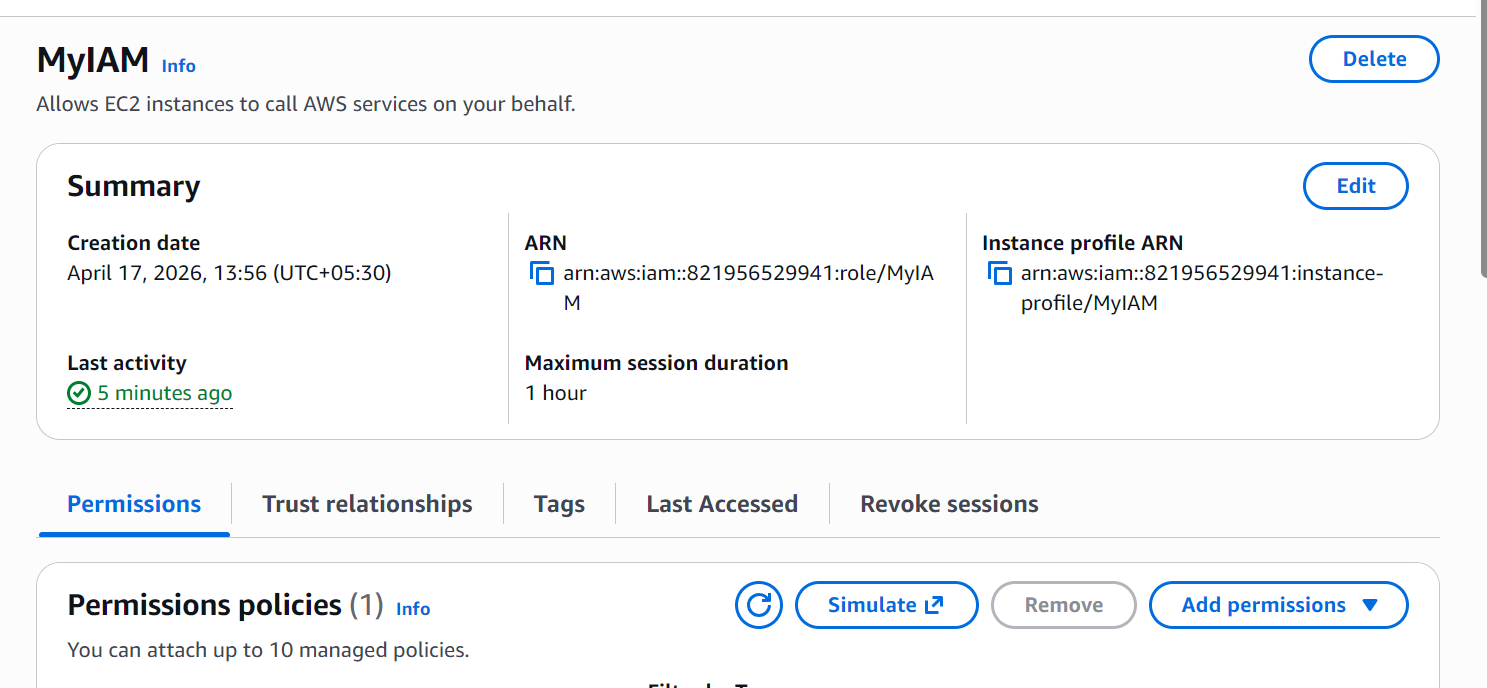 MyIAM Info
Delete
Allows EC2 instances to call AWS services on your behalf.
Summary
Edit
Creation date
April 17, 2026, 13:56 (UTC+05:30)
ARN
arn:aws:iam::821956529941:role/MyIA
M
Instance profile ARN
arn:aws:iam::821956529941:instance-
profile/MyIAM
Last activity
5 minutes ago
Maximum session duration
1 hour
Permissions
Trust relationships
Tags
Last Accessed
Revoke sessions
Permissions policies (1) Info
Simulate
Remove
Add permissions
You can attach up to 10 managed policies.